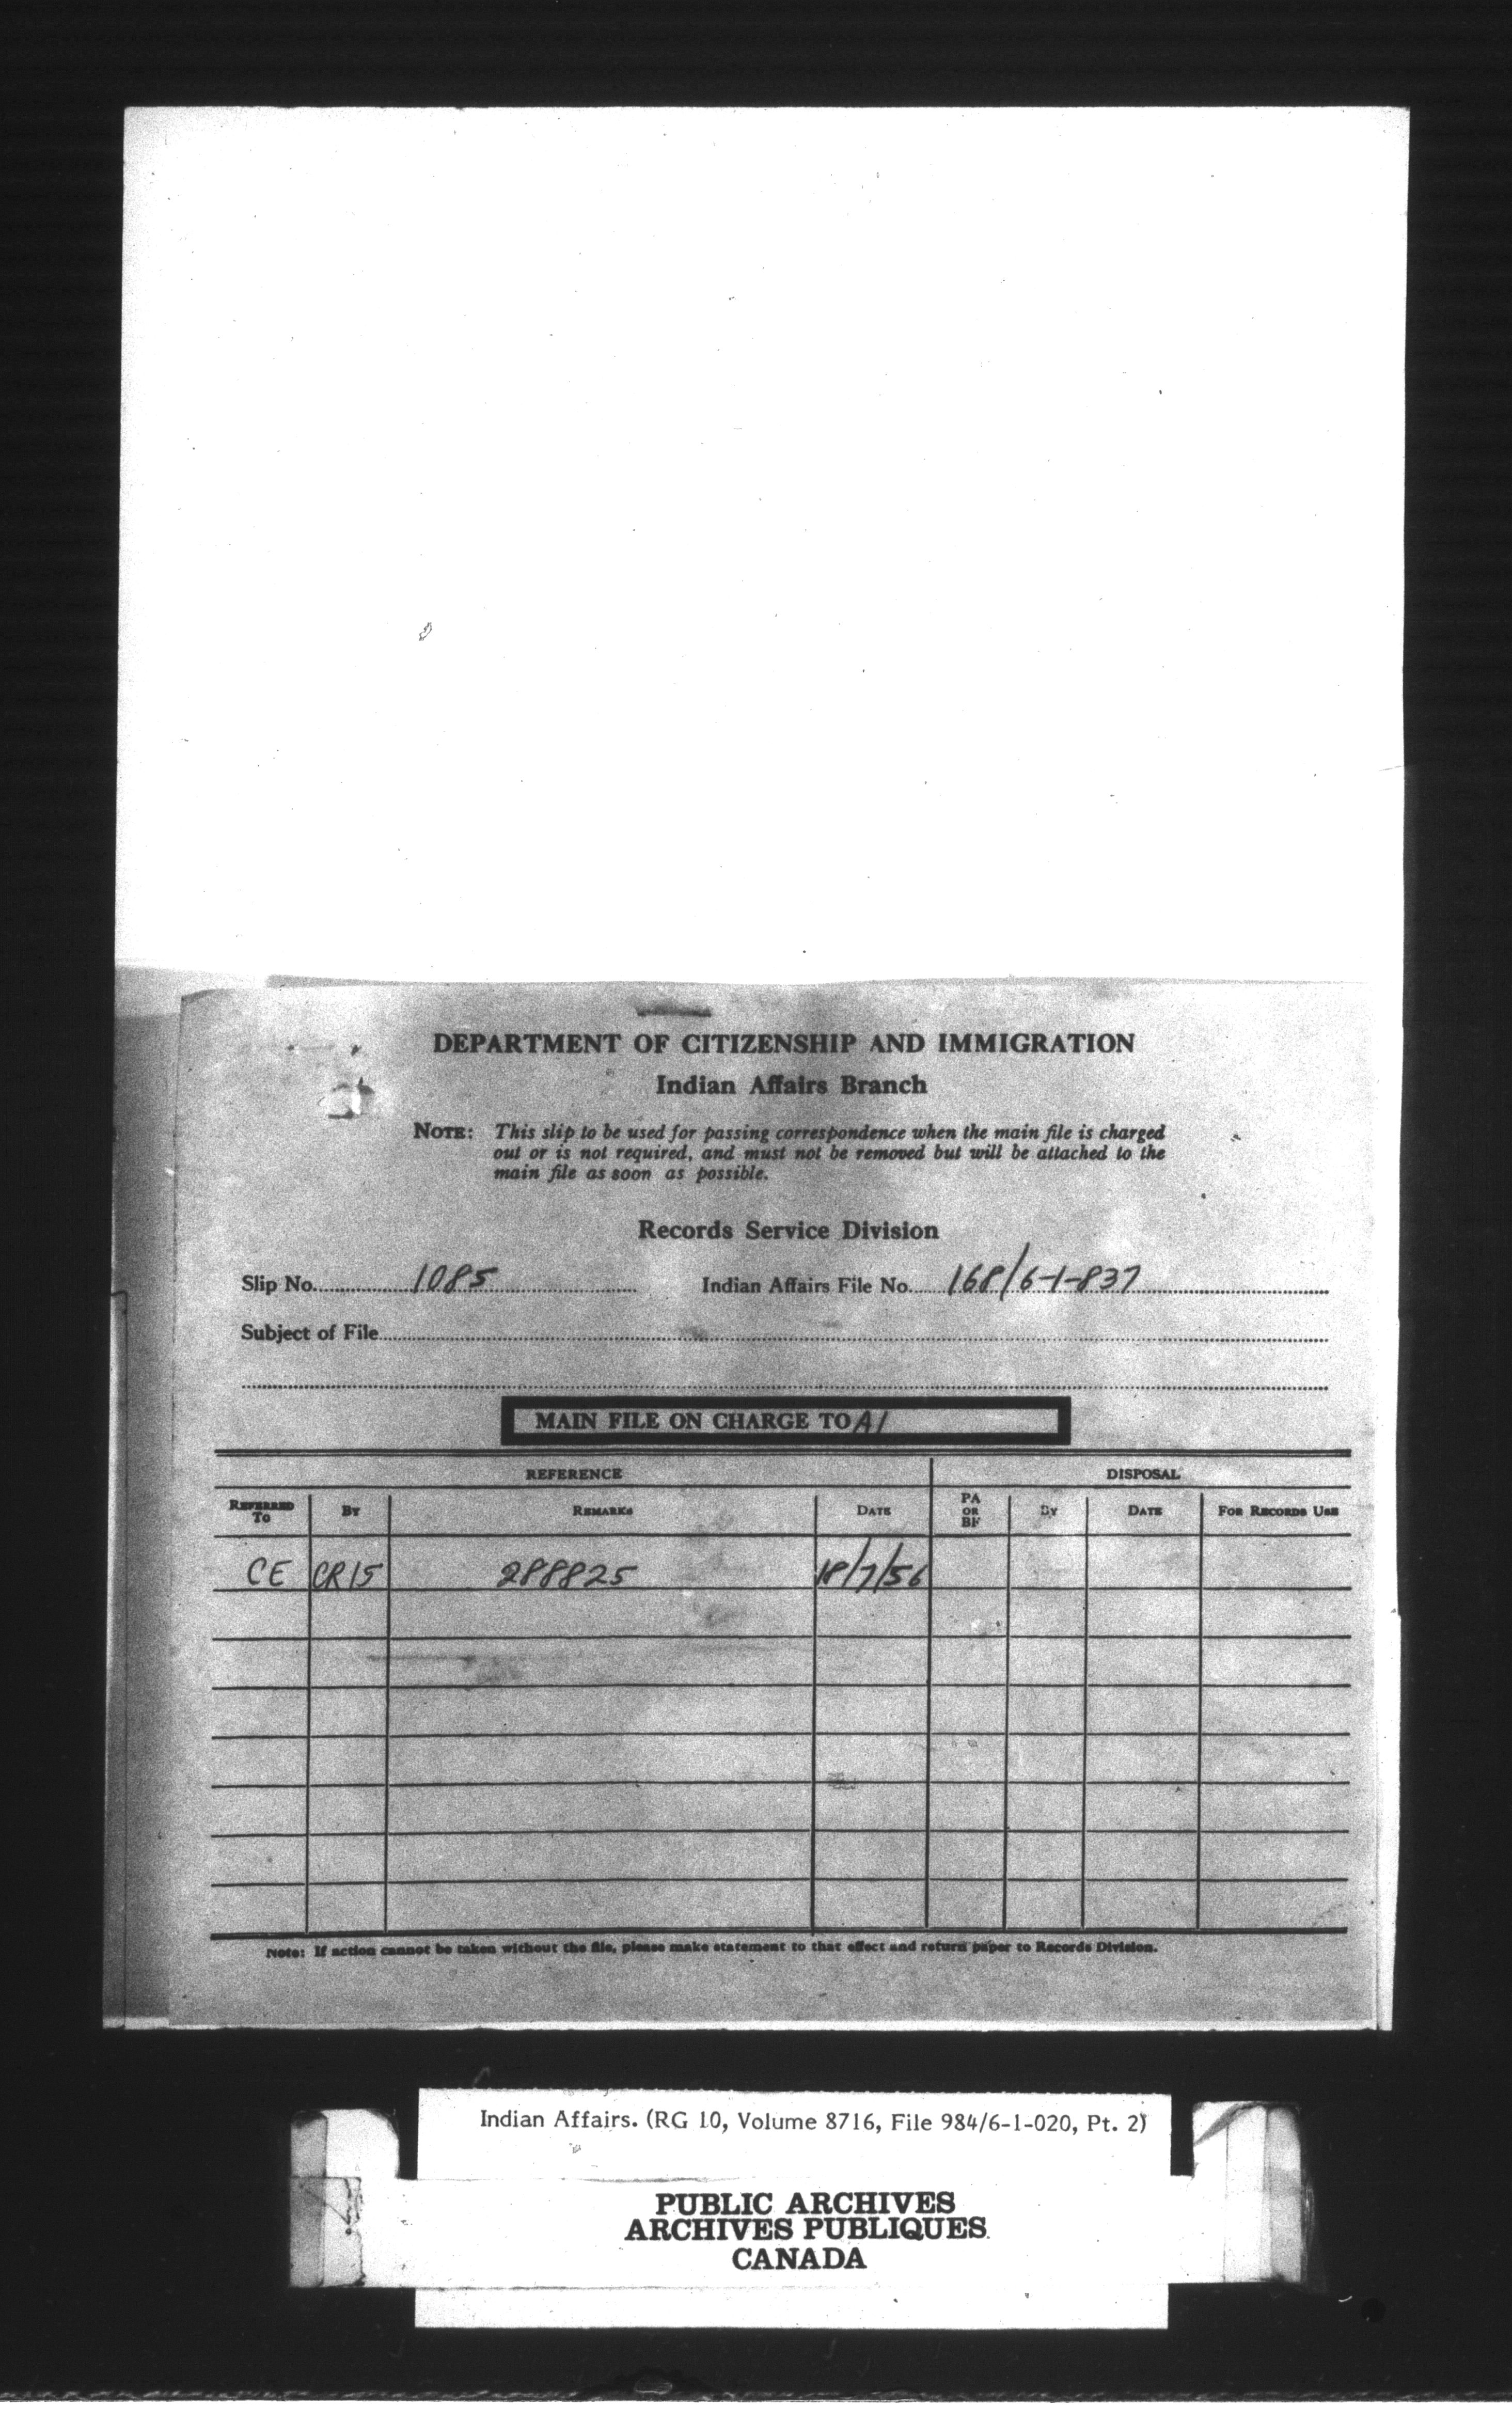 DEPARTMENT OF CITIZENSHIP AND IMMIGRATION
Indian Affairs Branch
NOTE: This slip to be used for passing correspondence when the main file is charged
out or is not required, and must not be removed but will be attached to the
main file as soon as possible.
Records Service Division
Slip No. 1085 Indian Affairs File No. 168/6-1-837
Subject of File
MAIN FILE ON CHARGE TO A1
REFERENCE DISPOSAL
REFERRED TO BY REMARKS DATE PA OR BF BY DATE FOR RECORDS USE
CE CR15 288825 18/7/56
Note: If action cannot be taken without the file, please make statement to that effect and return paper to Records Division.
Indian Affairs. (RG 10, Volume 8716, File 984/6-1-020, Pt. 2)
PUBLIC ARCHIVES
ARCHIVES PUBLIQUES
CANADA